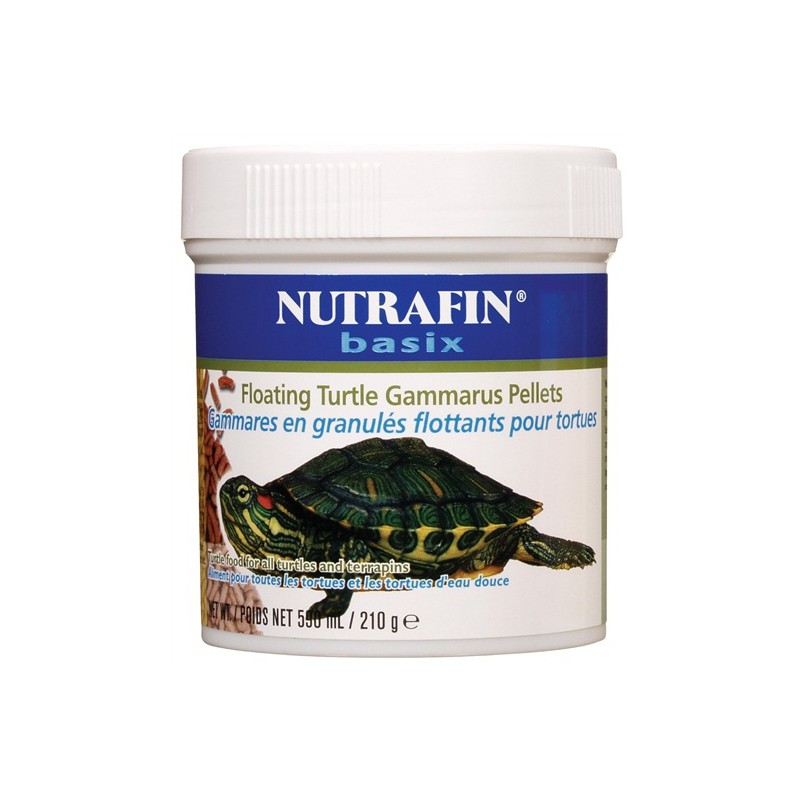 NUTRAFIN®
basix
Floating Turtle Gammarus Pellets
Gammares en granulés flottants pour tortues
Turtle food for all turtles and terrapins
Aliment pour toutes les tortues et les tortues d'eau douce
NET WT. / POIDS NET 590 mL / 210 g ℮